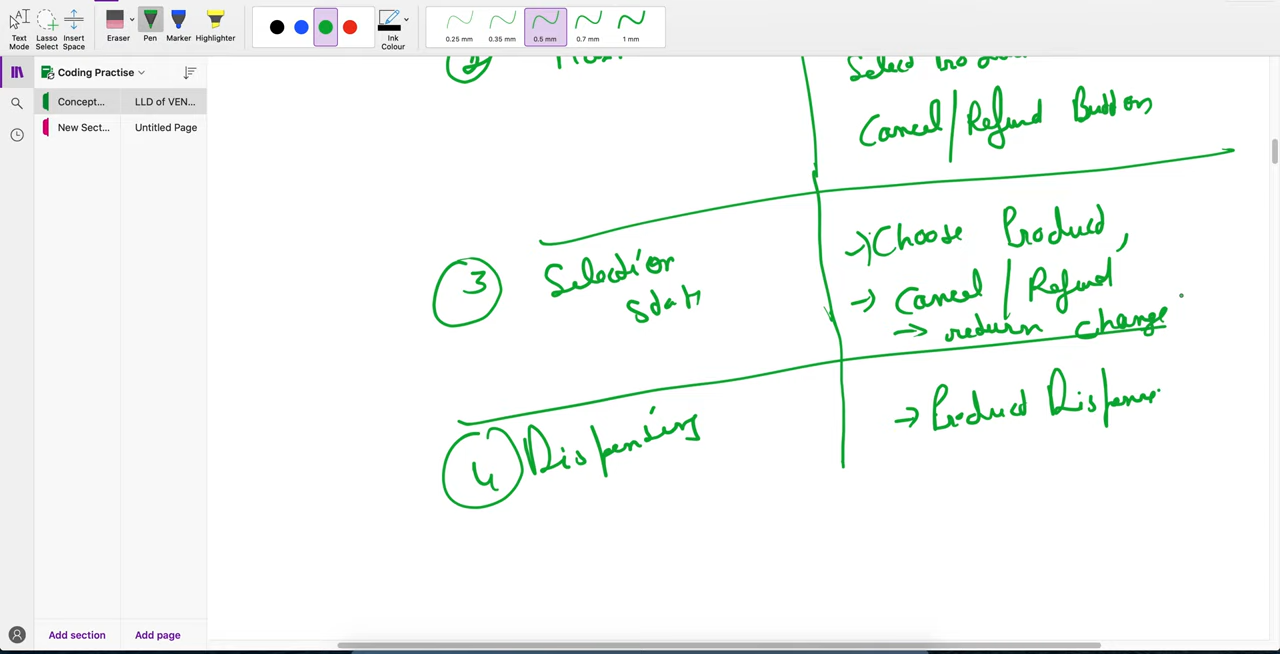 Text Mode
Lasso Select
Insert Space
Eraser
Pen
Marker
Highlighter
Ink Colour
0.25 mm
0.35 mm
0.5 mm
0.7 mm
1 mm
Coding Practise
Concept...
LLD of VEN...
New Sect...
Untitled Page
Select
Cancel/Refund Button
3
Selection
State
→ Choose Product,
→ Cancel / Refund
→ return change
4
Dispensing
→ Product Dispense
Add section
Add page